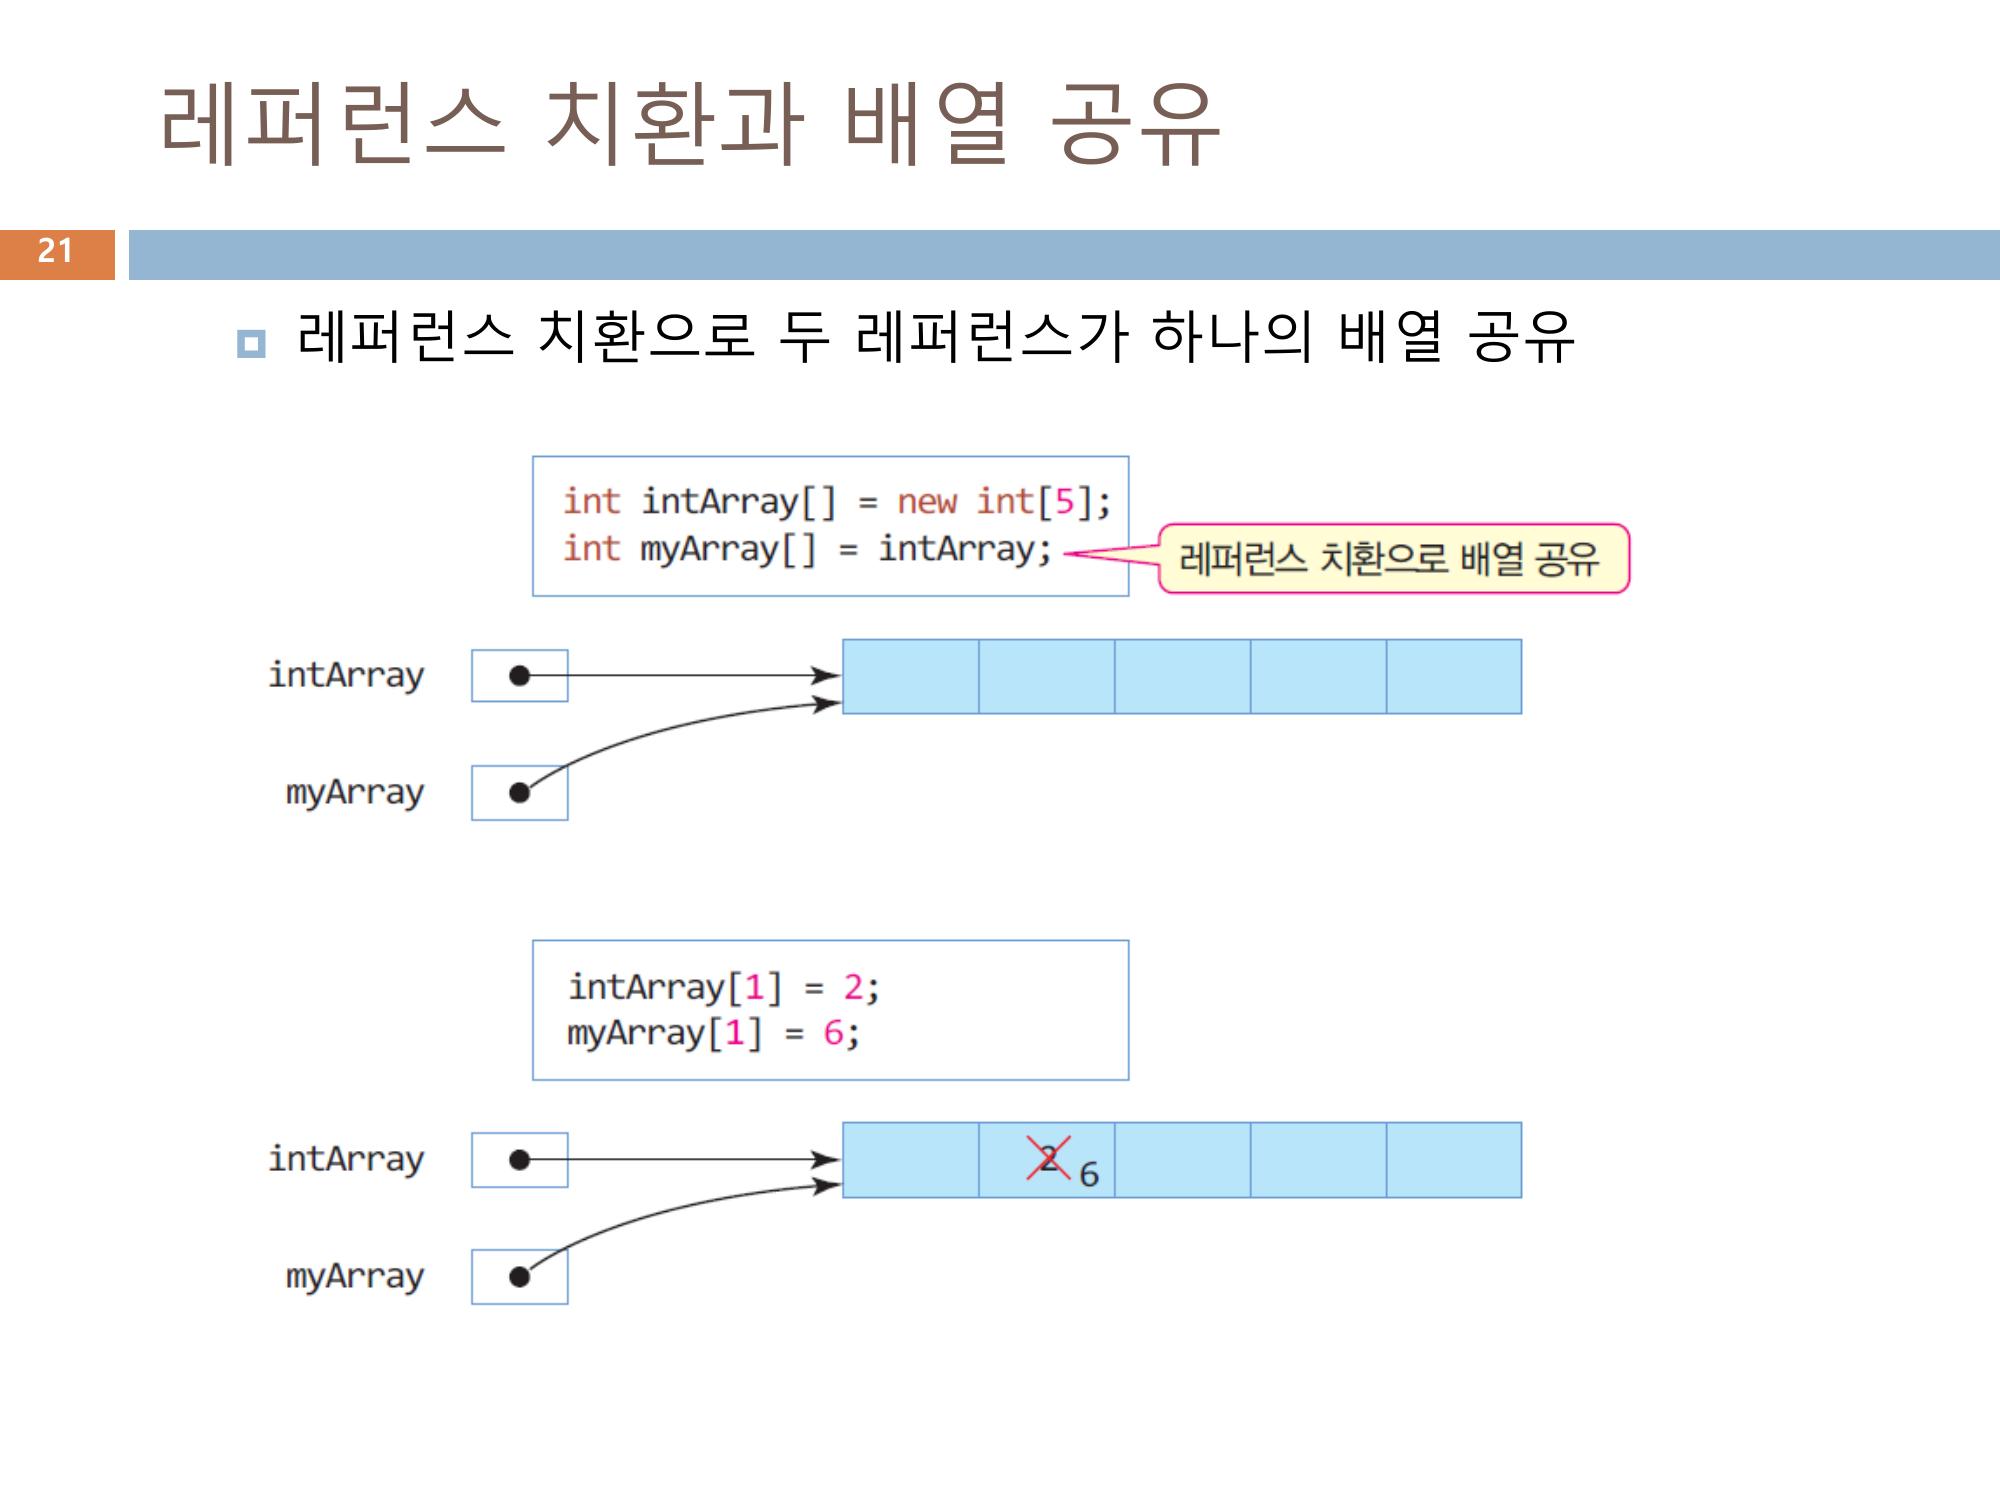 레퍼런스 치환과 배열 공유
21
레퍼런스 치환으로 두 레퍼런스가 하나의 배열 공유
int intArray[] = new int[5];
int myArray[] = intArray;
레퍼런스 치환으로 배열 공유
intArray
myArray
intArray[1] = 2;
myArray[1] = 6;
intArray
2 6
myArray